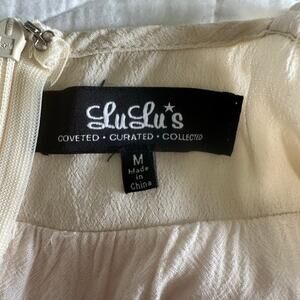 LuLu's
COVETED • CURATED • COLLECTED
M
Made in
China